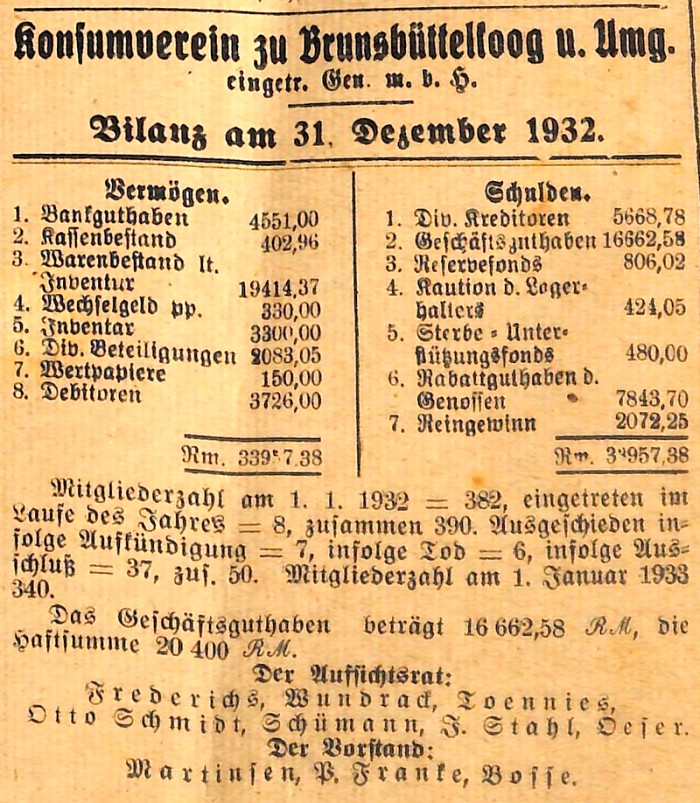 Konsumverein zu Brunsbüttelkoog u. Umg.
eingetr. Gen. m. b. H.
Bilanz am 31. Dezember 1932.
Vermögen.
1. Bankguthaben 4551,00
2. Kassenbestand 402,96
3. Warenbestand lt.
Inventur 19414,37
4. Wechselgeld pp. 330,00
5. Inventar 3300,00
6. Div. Beteiligungen 2083,05
7. Wertpapiere 150,00
8. Debitoren 3726,00
Rm. 33957.38
Schulden.
1. Div. Kreditoren 5668,78
2. Geschäftsguthaben 16662,58
3. Reservefonds 806,02
4. Kaution d. Lager-
halters 424,05
5. Sterbe-Unter-
stützungsfonds 480,00
6. Rabattguthaben d.
Genossen 7843,70
7. Reingewinn 2072,25
Rm. 33957,38
Mitgliederzahl am 1. 1. 1932 = 382, eingetreten im
Laufe des Jahres = 8, zusammen 390. Ausgeschieden in-
folge Aufkündigung = 7, infolge Tod = 6, infolge Aus-
schluß = 37, zus. 50. Mitgliederzahl am 1. Januar 1933
340.
Das Geschäftsguthaben beträgt 16 662,58 RM, die
Haftsumme 20 400 RM.
Der Aufsichtsrat:
Frederichs, Wundrack, Toennies,
Otto Schmidt, Schümann, J. Stahl, Oeser.
Der Vorstand:
Martinsen, P. Franke, Bosse.